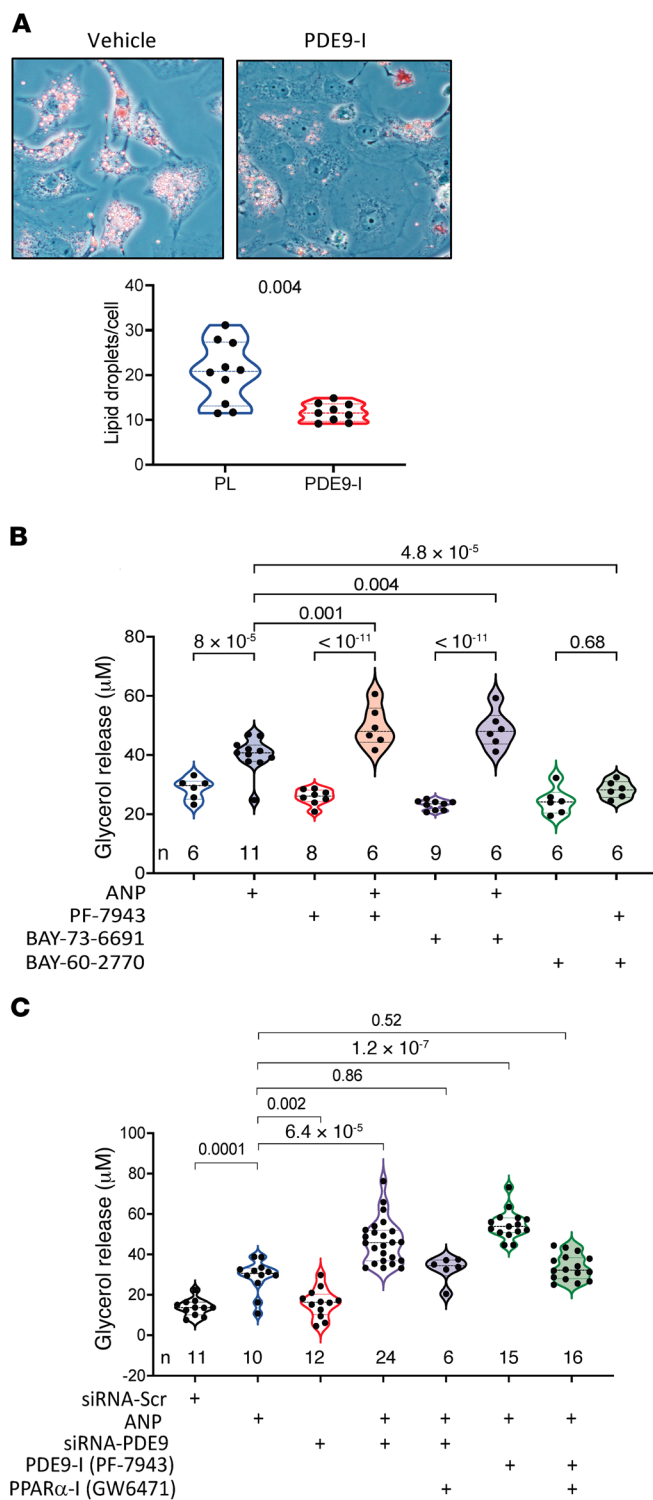 A
Vehicle PDE9-I
40 0.004
30
20
10
0
Lipid droplets/cell
PL PDE9-I
B
4.8 × 10-5
0.004
0.001
8 × 10-5 < 10-11 < 10-11 0.68
80
60
40
20
0
Glycerol release (μM)
n 6 11 8 6 9 6 6 6
ANP + + +
PF-7943 + + +
BAY-73-6691 + +
BAY-60-2770 + +
C
0.52
1.2 × 10-7
0.86
0.002
6.4 × 10-5
0.0001
100
80
60
40
20
0
-20
Glycerol release (μM)
n 11 10 12 24 6 15 16
siRNA-Scr +
ANP + + + + +
siRNA-PDE9 + + +
PDE9-I (PF-7943) + +
PPARα-I (GW6471) + +